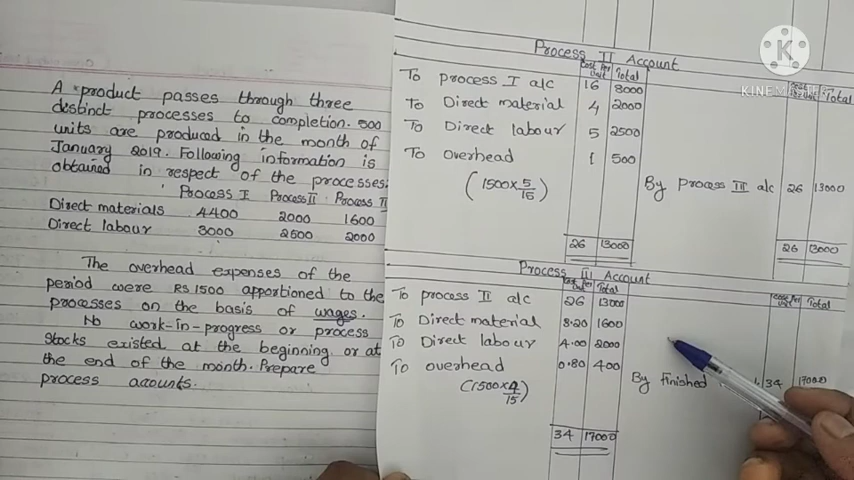 A product passes through three
distinct processes to completion. 500
units are produced in the month of
January 2019. Following information is
obtained in respect of the processes:
Process I Process II Process II
Direct materials 4400 2000 1600
Direct labour 3000 2500 2000
The overhead expenses of the
period were RS 1500 apportioned to the
processes on the basis of wages.
No work-in-progress or process
stocks existed at the beginning or at
the end of the month. Prepare
process acounts.
Process II Account
Cost Per Unit Total
Total
To process I a/c 16 8000
To Direct material 4 2000
To Direct labour 5 2500
To overhead 1 500
(1500 x 5/15)
By process III a/c 26 13000
26 13000
26 13000
Process III Account
Total
Cost Per Unit Total
To process II a/c 26 13000
To Direct material 3.20 1600
To Direct labour 4.00 2000
To overhead 0.80 400
(1500 x 4/15)
By Finished 34 17000
34 17000
KINEMASTER